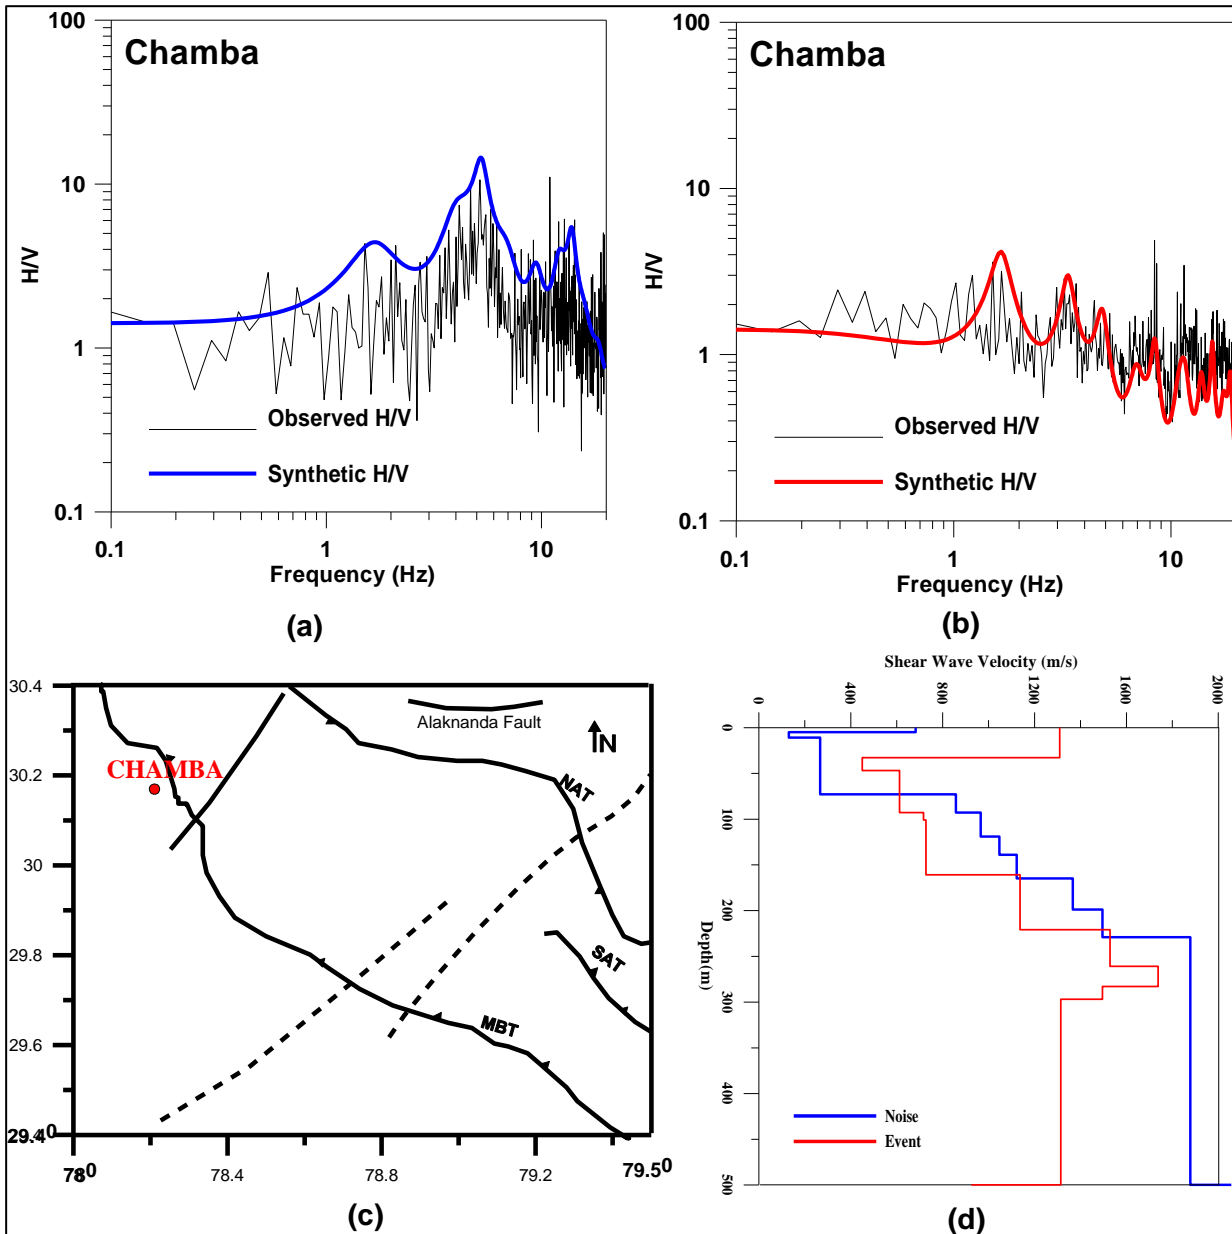 Chamba
100
10
1
0.1
H/V
Observed H/V
Synthetic H/V
0.1
1
10
Frequency (Hz)
(a)
Chamba
100
10
1
0.1
H/V
Observed H/V
Synthetic H/V
0.1
1
10
Frequency (Hz)
(b)
30.4
30.2
30
29.8
29.6
29.4⁰
78⁰
78.4
78.8
79.2
79.5⁰
Alaknanda Fault
N
CHAMBA
NAT
SAT
MBT
(c)
Shear Wave Velocity (m/s)
0
400
800
1200
1600
2000
0
100
200
300
400
500
Depth(m)
Noise
Event
(d)